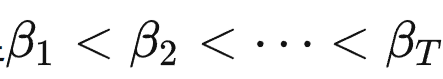 β₁ < β₂ < ⋯ < β_T